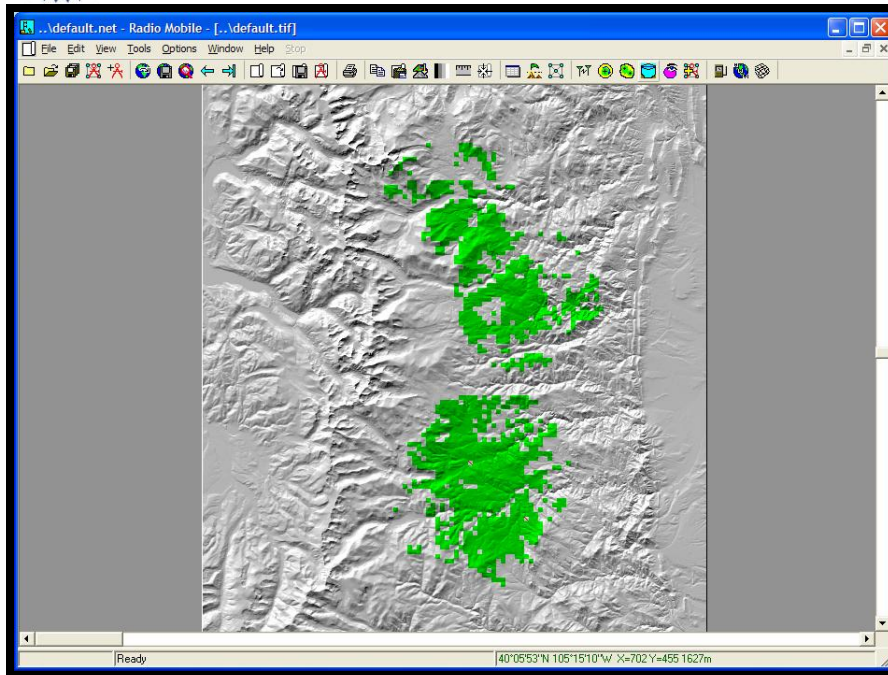 ..\default.net - Radio Mobile - [..\default.tif]
File Edit View Tools Options Window Help Stop
Ready
40°05'53"N 105°15'10"W X=702 Y=455 1627m